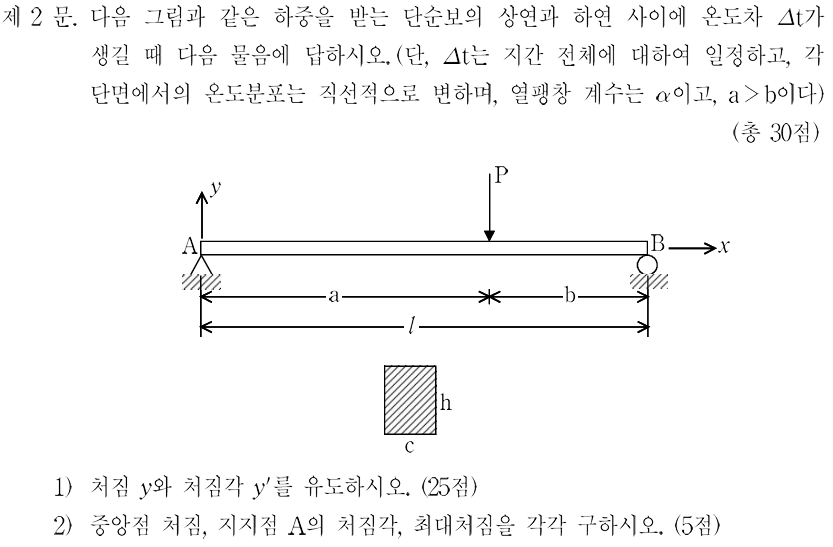 제 2 문. 다음 그림과 같은 하중을 받는 단순보의 상연과 하연 사이에 온도차 Δt가
생길 때 다음 물음에 답하시오. (단, Δt는 지간 전체에 대하여 일정하고, 각
단면에서의 온도분포는 직선적으로 변하며, 열팽창 계수는 α이고, a > b이다)
(총 30점)
P
y
A
B
x
a
b
l
h
c
1) 처짐 y와 처짐각 y′를 유도하시오. (25점)
2) 중앙점 처짐, 지지점 A의 처짐각, 최대처짐을 각각 구하시오. (5점)